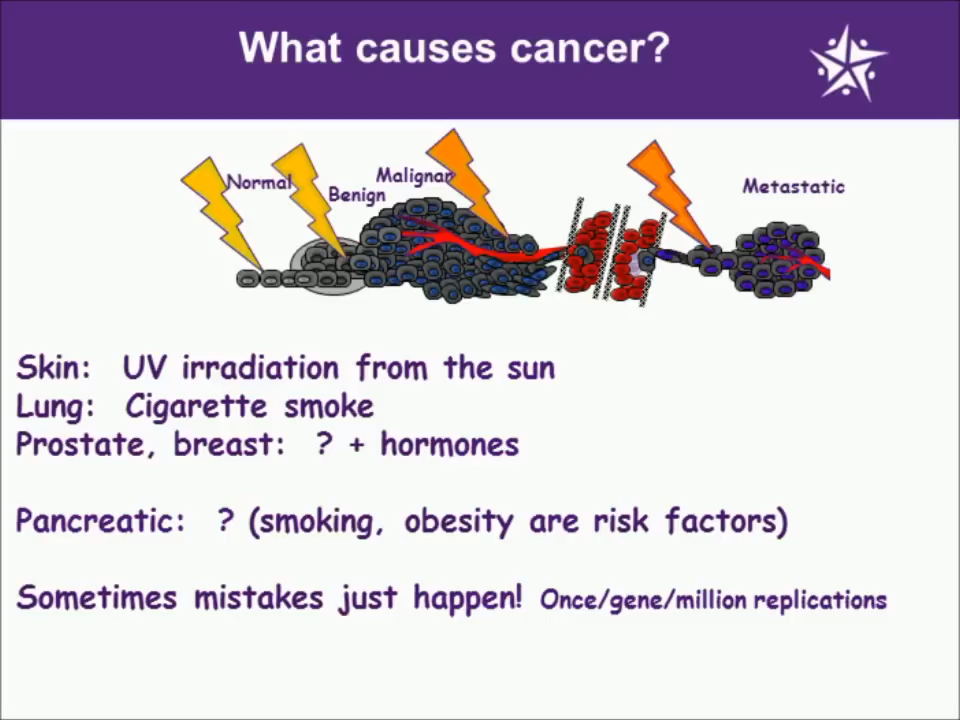 What causes cancer?
Normal
Benign
Malignan
Metastatic
Skin: UV irradiation from the sun
Lung: Cigarette smoke
Prostate, breast: ? + hormones
Pancreatic: ? (smoking, obesity are risk factors)
Sometimes mistakes just happen! Once/gene/million replications